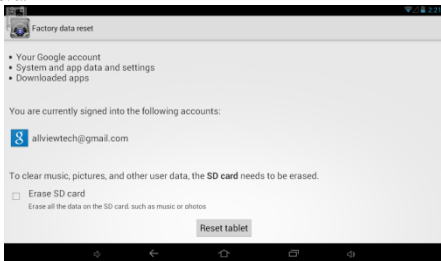 Factory data reset
• Your Google account
• System and app data and settings
• Downloaded apps
You are currently signed into the following accounts:
8 allviewtech@gmail.com
To clear music, pictures, and other user data, the SD card needs to be erased.
Erase SD card
Erase all the data on the SD card, such as music or photos
Reset tablet